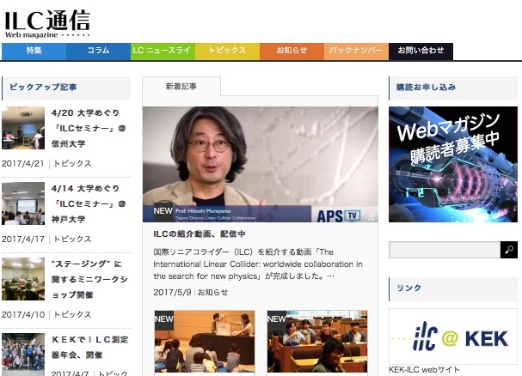 ILC通信
Web magazine ･･････
特集
コラム
LC ニュースライ
トピックス
お知らせ
バックナンバー
お問い合わせ
ピックアップ記事
4/20 大学めぐり
「ILCセミナー」@
信州大学
2017/4/21 | トピックス
4/14 大学めぐり
「ILCセミナー」@
神戸大学
2017/4/17 | トピックス
"ステージング" に
関するミニワークシ
ョップ開催
2017/4/10 | トピックス
ＫＥＫでＩＬＣ測定
器年会、開催
2017/4/7 | トピック
新着記事
NEW
Prof. Hitoshi Murayama
Deputy Director, Linear Collider Collaboration
APS TV
ILCの紹介動画、配信中
国際リニアコライダー（ILC）を紹介する動画「The
International Linear Collider: worldwide collaboration in
the search for new physics」が完成しました。…
2017/5/9 | お知らせ
NEW
NEW
購読お申し込み
Webマガジン
購読者募集中
リンク
ilc @ KEK
KEK-ILC webサイト